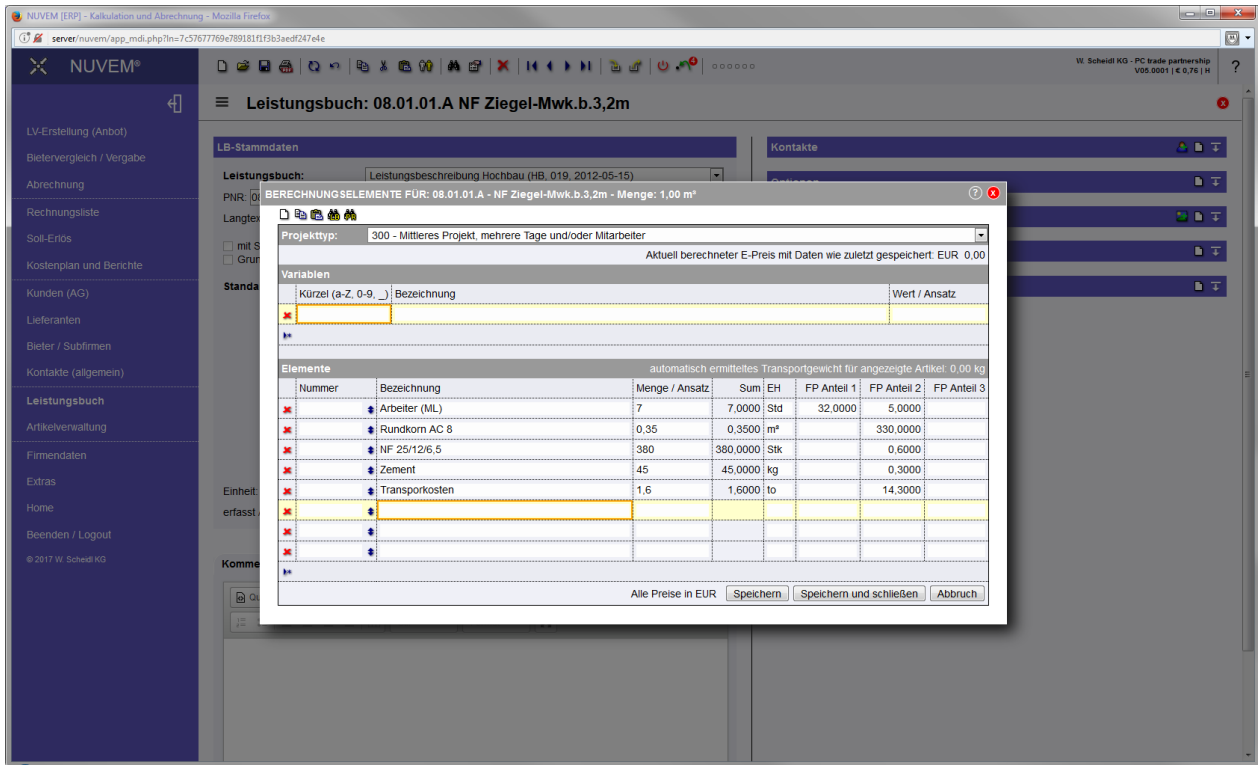 NUVEM [ERP] - Kalkulation und Abrechnung - Mozilla Firefox
server/nuvem/app_mdi.php?ln=7c57677769e789181f1f3b3aedf247e4e
NUVEM®
W. Scheidl KG - PC trade partnership
V05.0001 | € 0,76 | H
?
Leistungsbuch: 08.01.01.A NF Ziegel-Mwk.b.3,2m
LV-Erstellung (Anbot)
Bietervergleich / Vergabe
Abrechnung
Rechnungsliste
Soll-Erlös
Kostenplan und Berichte
Kunden (AG)
Lieferanten
Bieter / Subfirmen
Kontakte (allgemein)
Leistungsbuch
Artikelverwaltung
Firmendaten
Extras
Home
Beenden / Logout
© 2017 W. Scheidl KG
LB-Stammdaten
Kontakte
Leistungsbuch: Leistungsbeschreibung Hochbau (HB, 019, 2012-05-15)
PNR:
mit S
Einheit:
erfasst
BERECHNUNGSELEMENTE FÜR: 08.01.01.A - NF Ziegel-Mwk.b.3,2m - Menge: 1,00 m³
Projekttyp: 300 - Mittleres Projekt, mehrere Tage und/oder Mitarbeiter
Aktuell berechneter E-Preis mit Daten wie zuletzt gespeichert: EUR 0,00
Variablen
Kürzel (a-Z, 0-9, _) Bezeichnung Wert / Ansatz
Elemente automatisch ermitteltes Transportgewicht für angezeigte Artikel: 0,00 kg
Nummer Bezeichnung Menge / Ansatz Sum EH FP Anteil 1 FP Anteil 2 FP Anteil 3
Arbeiter (ML) 7 7,0000 Std 32,0000 5,0000
Rundkorn AC 8 0,35 0,3500 m³ 330,0000
NF 25/12/6,5 380 380,0000 Stk 0,6000
Zement 45 45,0000 kg 0,3000
Transporkosten 1,6 1,6000 to 14,3000
Alle Preise in EUR Speichern Speichern und schließen Abbruch